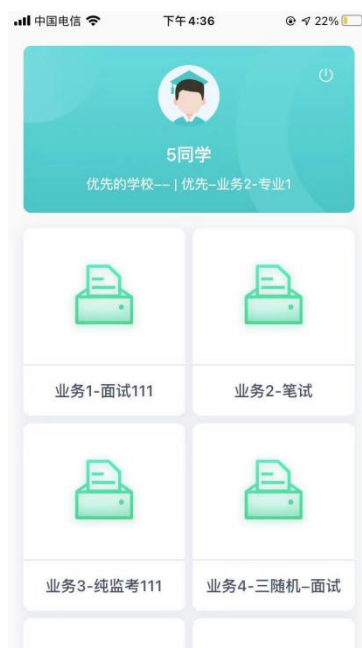 中国电信 下午4:36 22%
5同学
优先的学校-- | 优先-业务2-专业1
业务1-面试111 业务2-笔试
业务3-纯监考111 业务4-三随机-面试